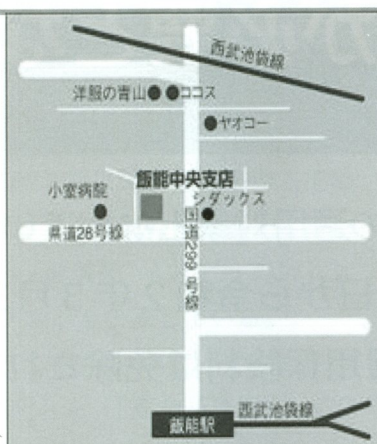 西武池袋線
洋服の青山
ココス
ヤオコー
飯能中央支店
小室病院
シダックス
県道28号線
国道299号線
飯能駅
西武池袋線